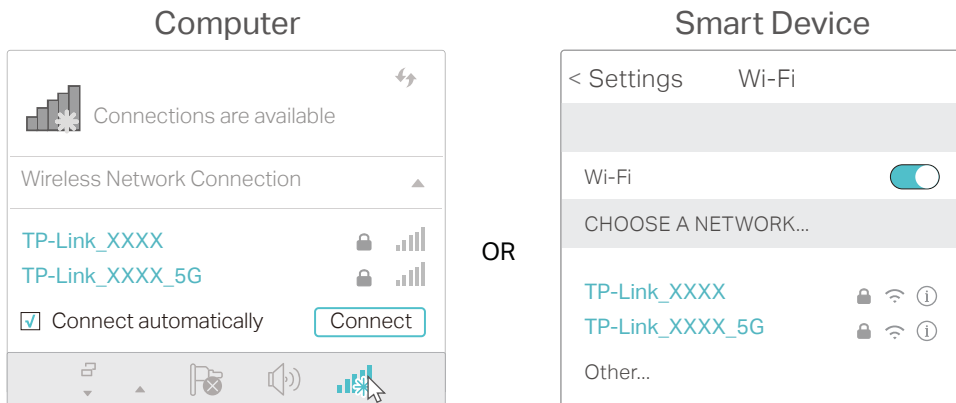 Computer
Connections are available
Wireless Network Connection
TP-Link_XXXX
TP-Link_XXXX_5G
Connect automatically
Connect
OR
Smart Device
< Settings Wi-Fi
Wi-Fi
CHOOSE A NETWORK...
TP-Link_XXXX
TP-Link_XXXX_5G
Other...